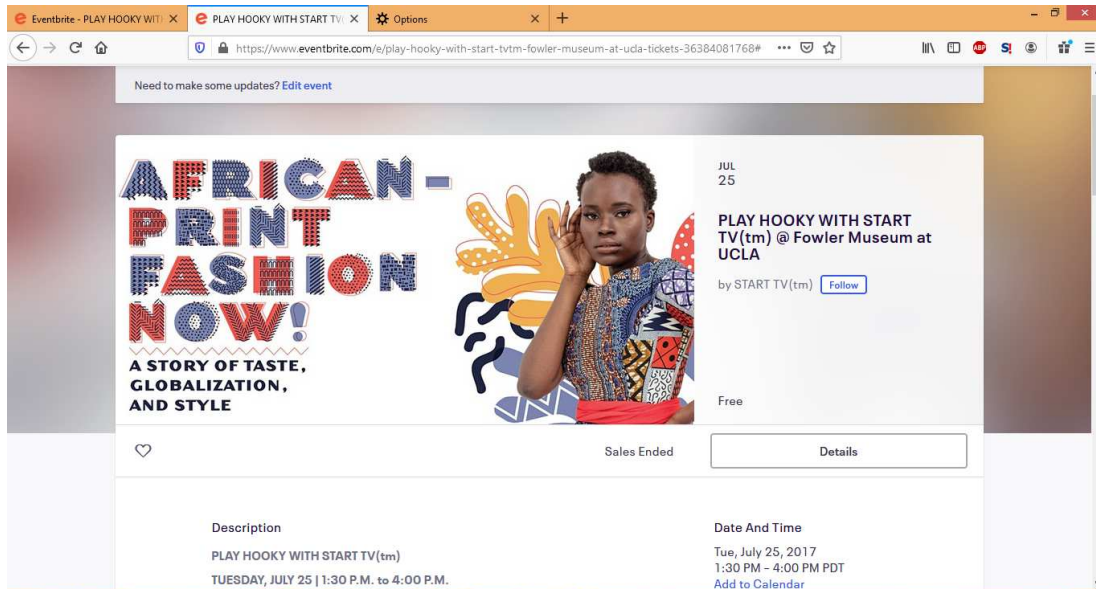 Eventbrite - PLAY HOOKY WIT
PLAY HOOKY WITH START TV(
Options
https://www.eventbrite.com/e/play-hooky-with-start-tvtm-fowler-museum-at-ucla-tickets-36384081768#
ABP
S!
Need to make some updates? Edit event
AFRICAN-
PRINT
FASHION
NOW!
A STORY OF TASTE,
GLOBALIZATION,
AND STYLE
JUL
25
PLAY HOOKY WITH START
TV(tm) @ Fowler Museum at
UCLA
by START TV(tm) Follow
Free
Sales Ended
Details
Description
PLAY HOOKY WITH START TV(tm)
TUESDAY, JULY 25 | 1:30 P.M. to 4:00 P.M.
Date And Time
Tue, July 25, 2017
1:30 PM – 4:00 PM PDT
Add to Calendar